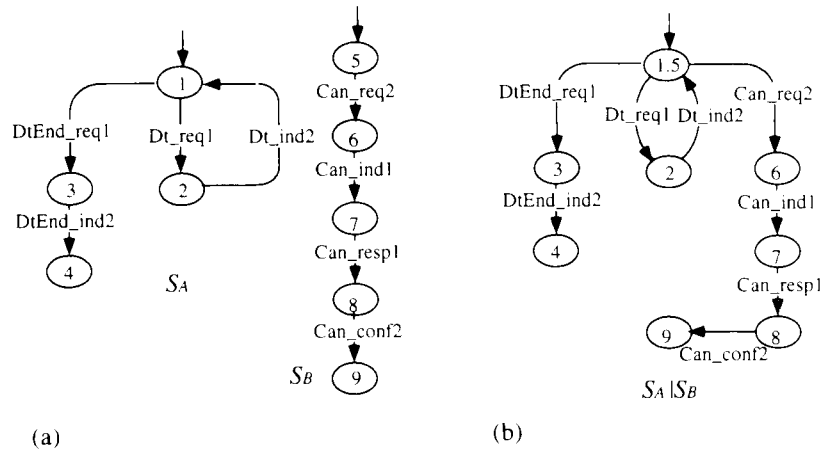 1
DtEnd_req1
Dt_req1
Dt_ind2
3
2
DtEnd_ind2
4
SA
5
Can_req2
6
Can_ind1
7
Can_resp1
8
Can_conf2
9
SB
(a)
1.5
DtEnd_req1
Dt_req1
Dt_ind2
Can_req2
3
2
6
DtEnd_ind2
Can_ind1
4
7
Can_resp1
9
8
Can_conf2
SA|SB
(b)